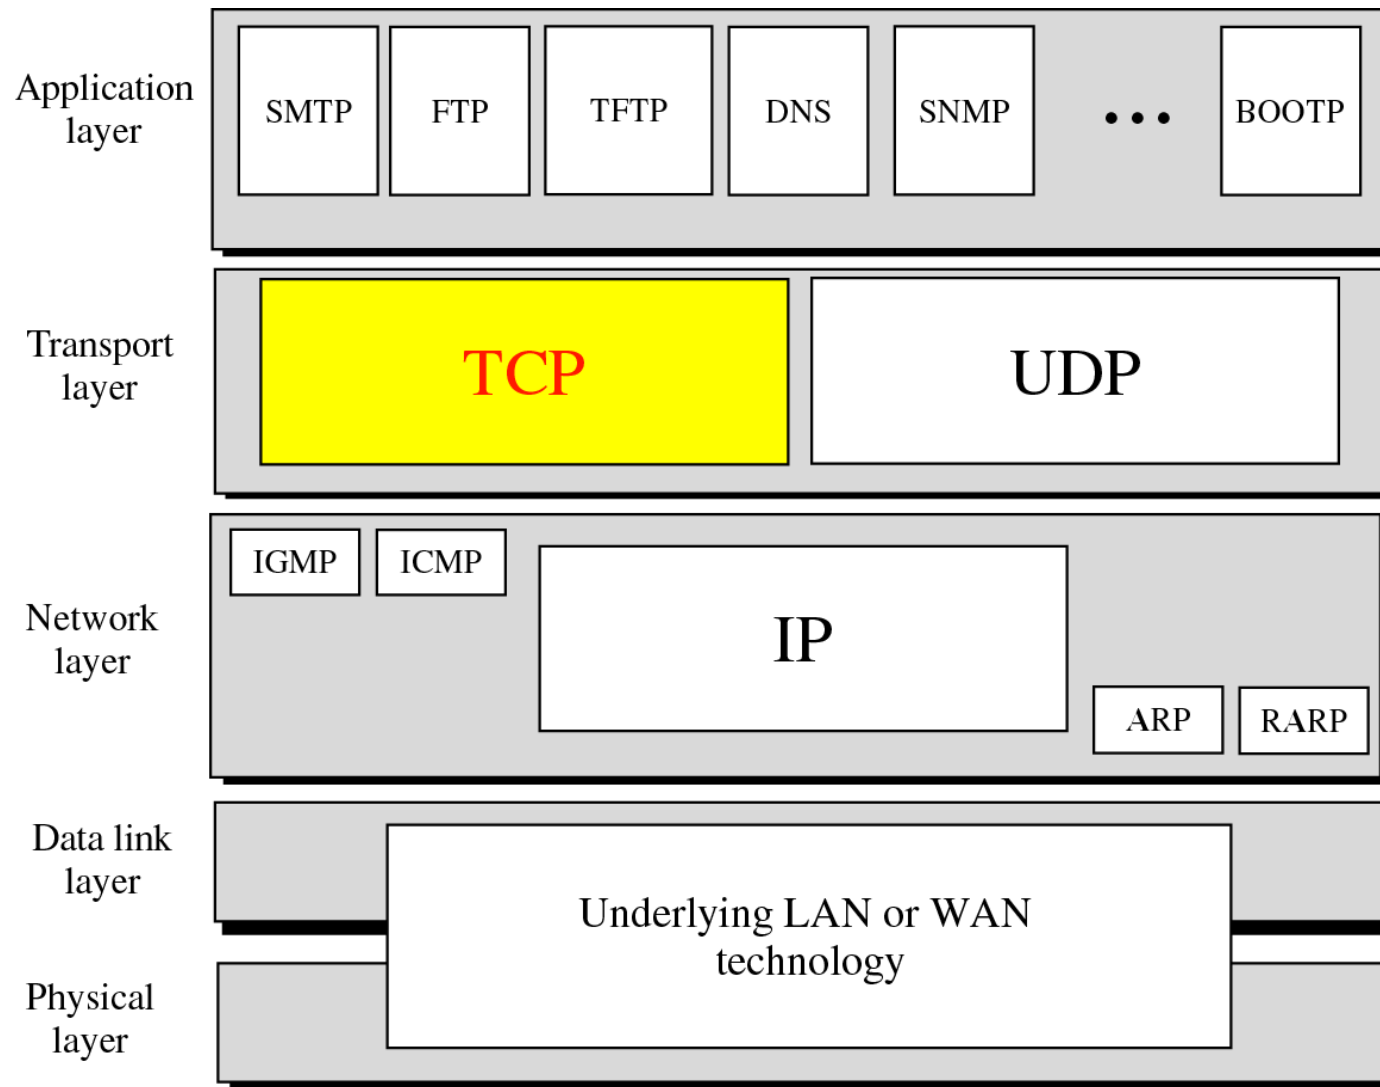 Application
layer
SMTP
FTP
TFTP
DNS
SNMP
...
BOOTP
Transport
layer
TCP
UDP
Network
layer
IGMP
ICMP
IP
ARP
RARP
Data link
layer
Underlying LAN or WAN
technology
Physical
layer